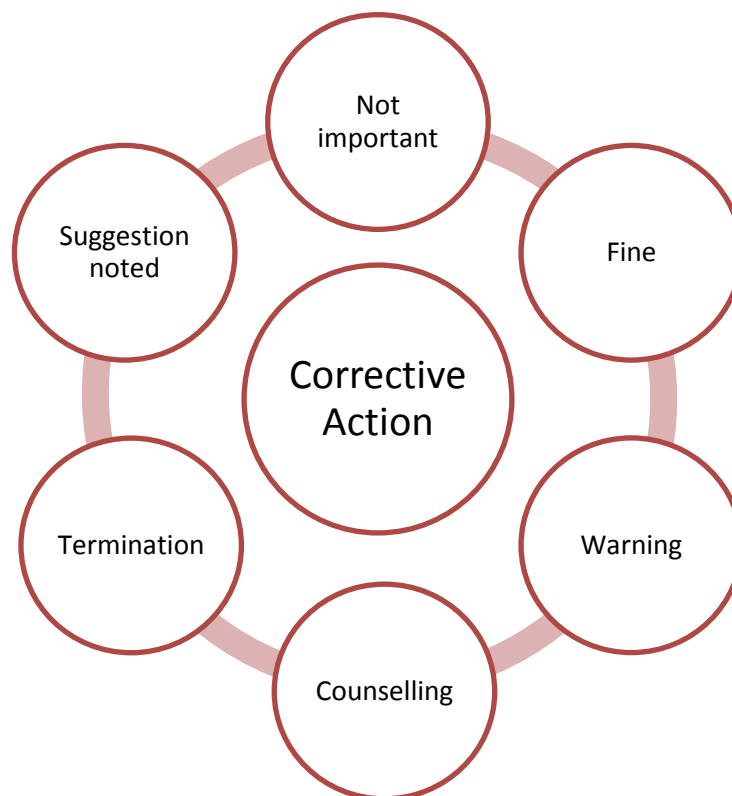 Not
important
Suggestion
noted
Fine
Corrective
Action
Termination
Warning
Counselling